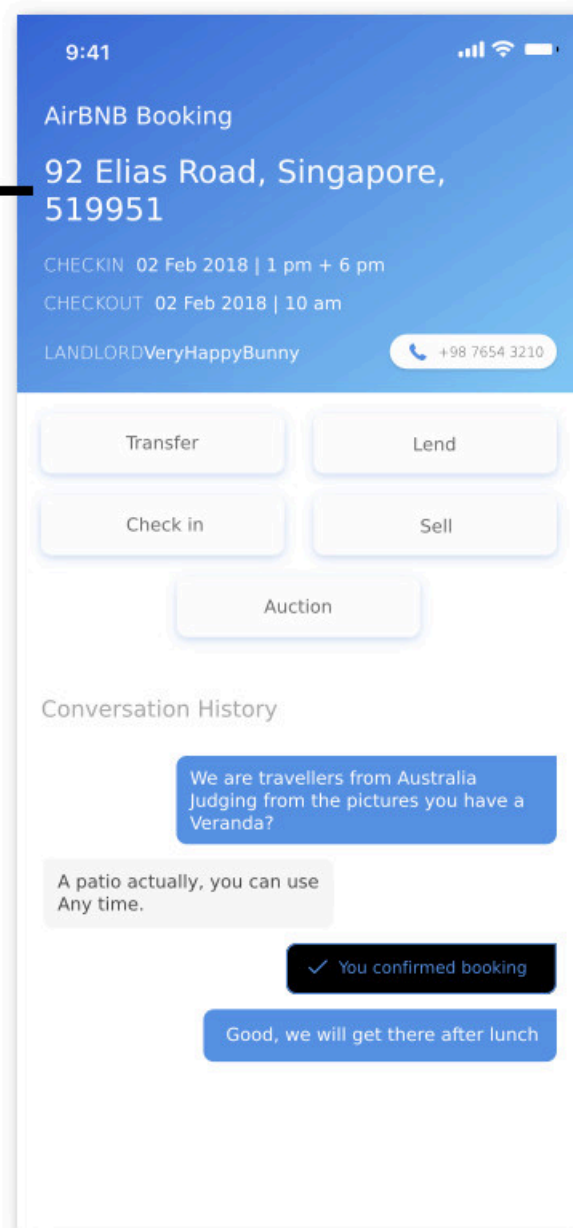 9:41
AirBNB Booking
92 Elias Road, Singapore,
519951
CHECKIN 02 Feb 2018 | 1 pm + 6 pm
CHECKOUT 02 Feb 2018 | 10 am
LANDLORDVeryHappyBunny
+98 7654 3210
Transfer
Lend
Check in
Sell
Auction
Conversation History
We are travellers from Australia
Judging from the pictures you have a
Veranda?
A patio actually, you can use
Any time.
You confirmed booking
Good, we will get there after lunch